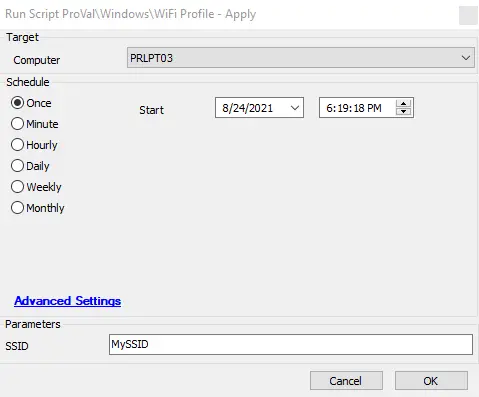 Run Script ProVal\Windows\WiFi Profile - Apply
Target
Computer PRLPT03
Schedule
Once Start 8/24/2021 6:19:18 PM
Minute
Hourly
Daily
Weekly
Monthly
Advanced Settings
Parameters
SSID MySSID
Cancel OK